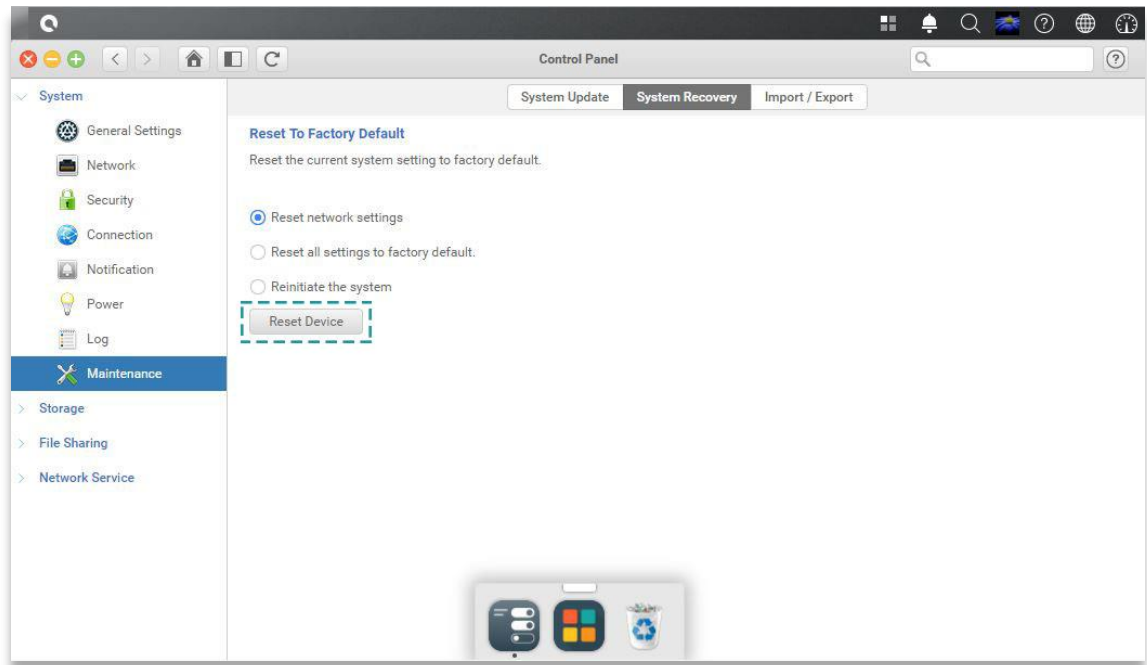 Control Panel
System
General Settings
Network
Security
Connection
Notification
Power
Log
Maintenance
Storage
File Sharing
Network Service
System Update
System Recovery
Import / Export
Reset To Factory Default
Reset the current system setting to factory default.
Reset network settings
Reset all settings to factory default.
Reinitiate the system
Reset Device